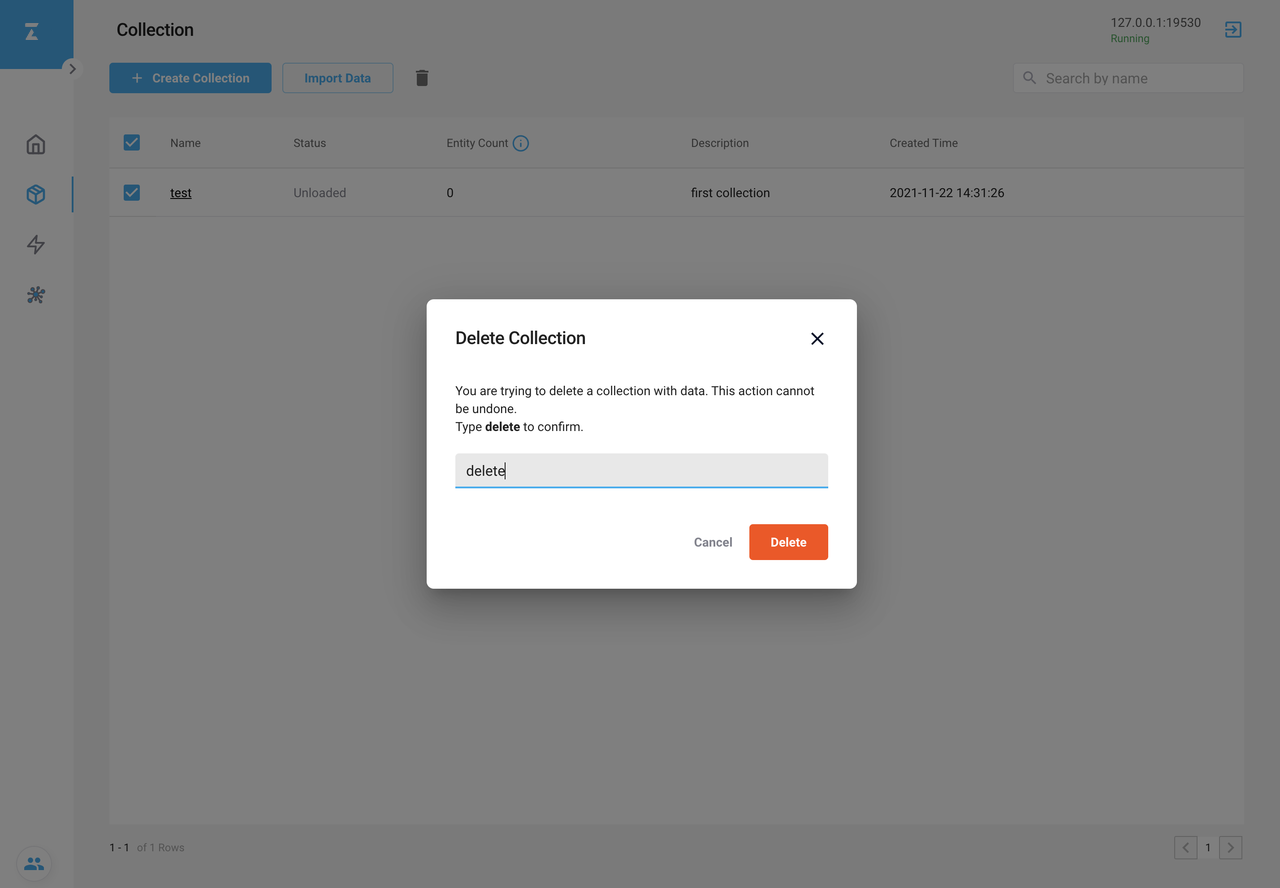 Collection
127.0.0.1:19530
Running
Create Collection
Import Data
Search by name
Name Status Entity Count Description Created Time
test Unloaded 0 first collection 2021-11-22 14:31:26
Delete Collection
You are trying to delete a collection with data. This action cannot
be undone.
Type delete to confirm.
delete
Cancel Delete
1 - 1 of 1 Rows
1